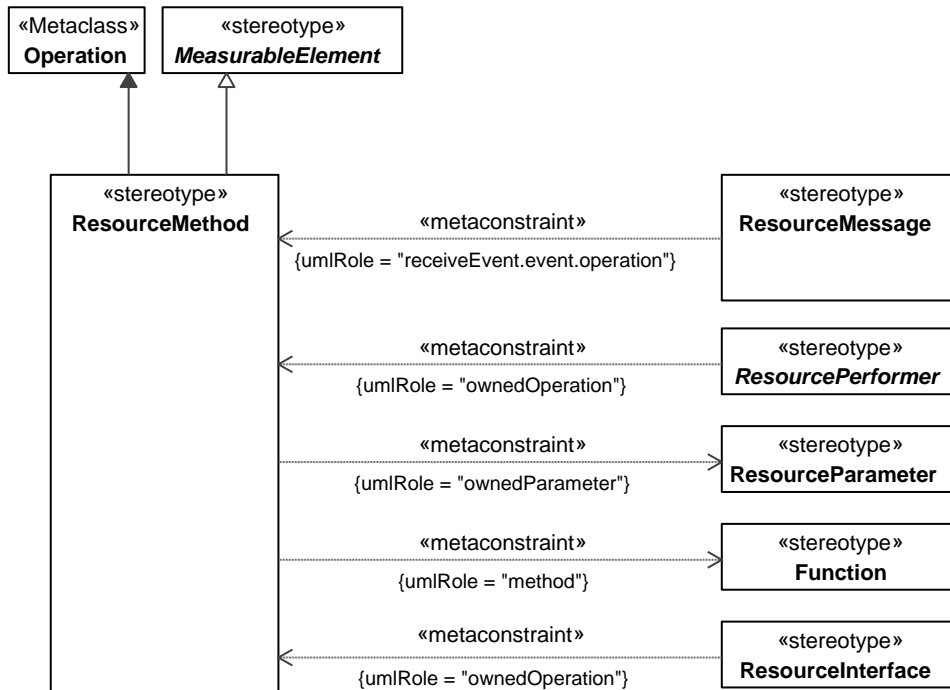 «Metaclass»
Operation
«stereotype»
MeasurableElement
«stereotype»
ResourceMethod
«metaconstraint»
{umlRole = "receiveEvent.event.operation"}
«stereotype»
ResourceMessage
«metaconstraint»
{umlRole = "ownedOperation"}
«stereotype»
ResourcePerformer
«metaconstraint»
{umlRole = "ownedParameter"}
«stereotype»
ResourceParameter
«metaconstraint»
{umlRole = "method"}
«stereotype»
Function
«metaconstraint»
{umlRole = "ownedOperation"}
«stereotype»
ResourceInterface